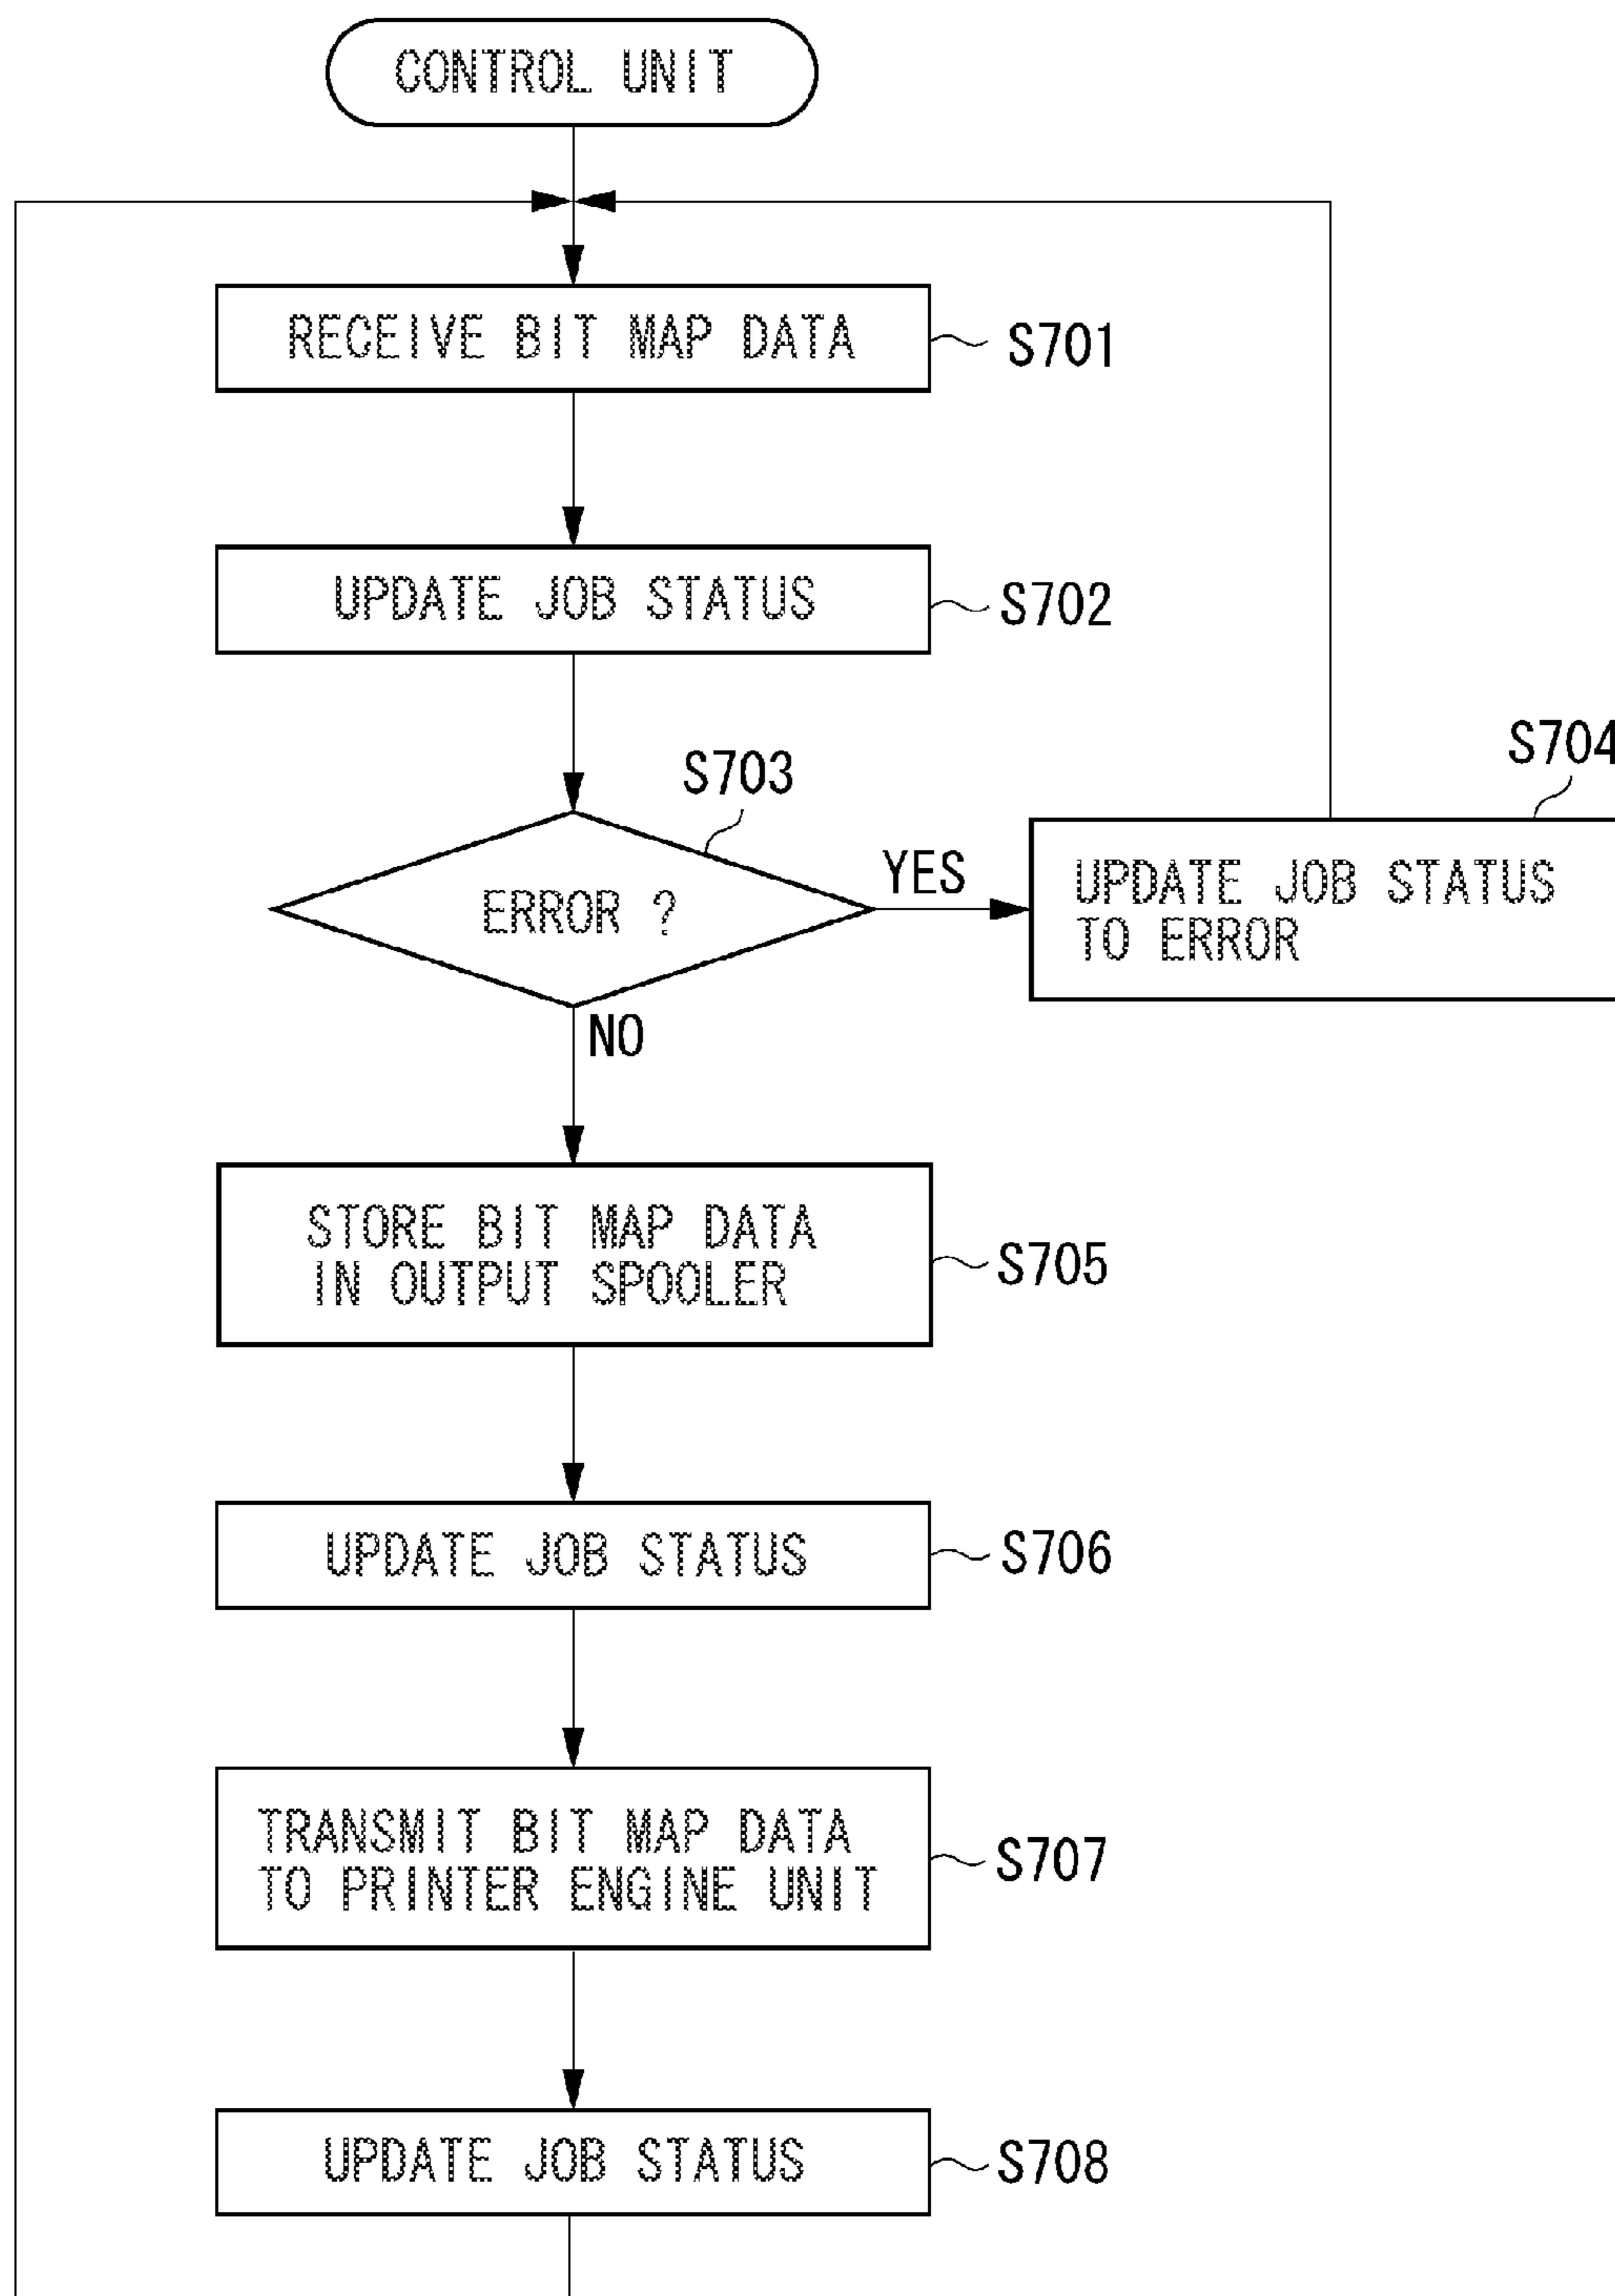 CONTROL UNIT
RECEIVE BIT MAP DATA
S701
UPDATE JOB STATUS
S702
S703
ERROR ?
YES
NO
S704
UPDATE JOB STATUS
TO ERROR
STORE BIT MAP DATA
IN OUTPUT SPOOLER
S705
UPDATE JOB STATUS
S706
TRANSMIT BIT MAP DATA
TO PRINTER ENGINE UNIT
S707
UPDATE JOB STATUS
S708